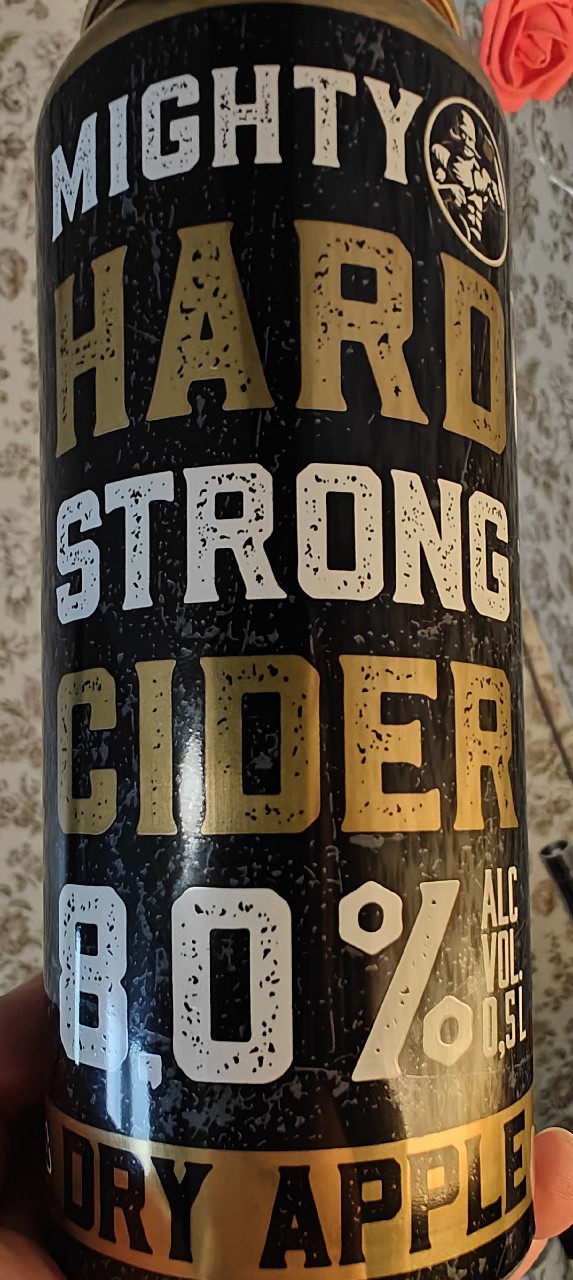 MIGHTY
HARD
STRONG
CIDER
8,0%
ALC
VOL.
0,5L
DRY APPLE